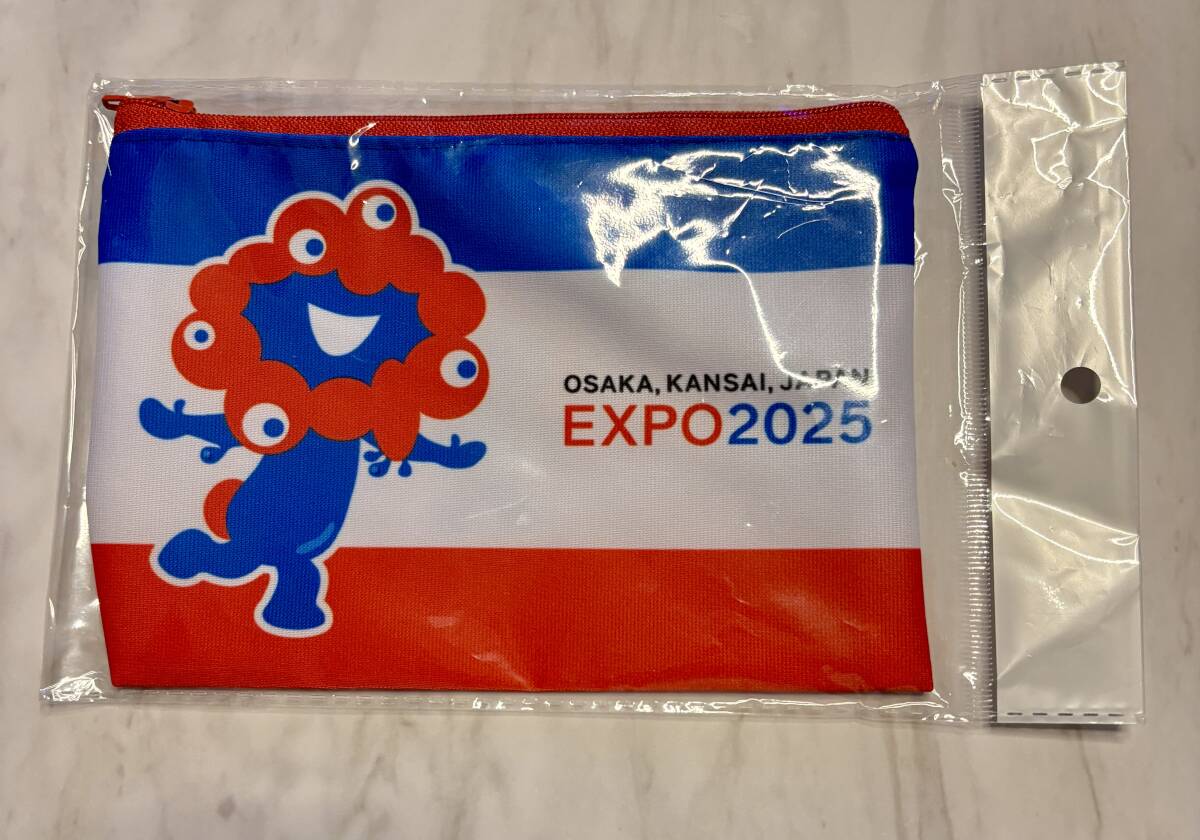 OSAKA, KANSAI, JAPAN
EXPO2025